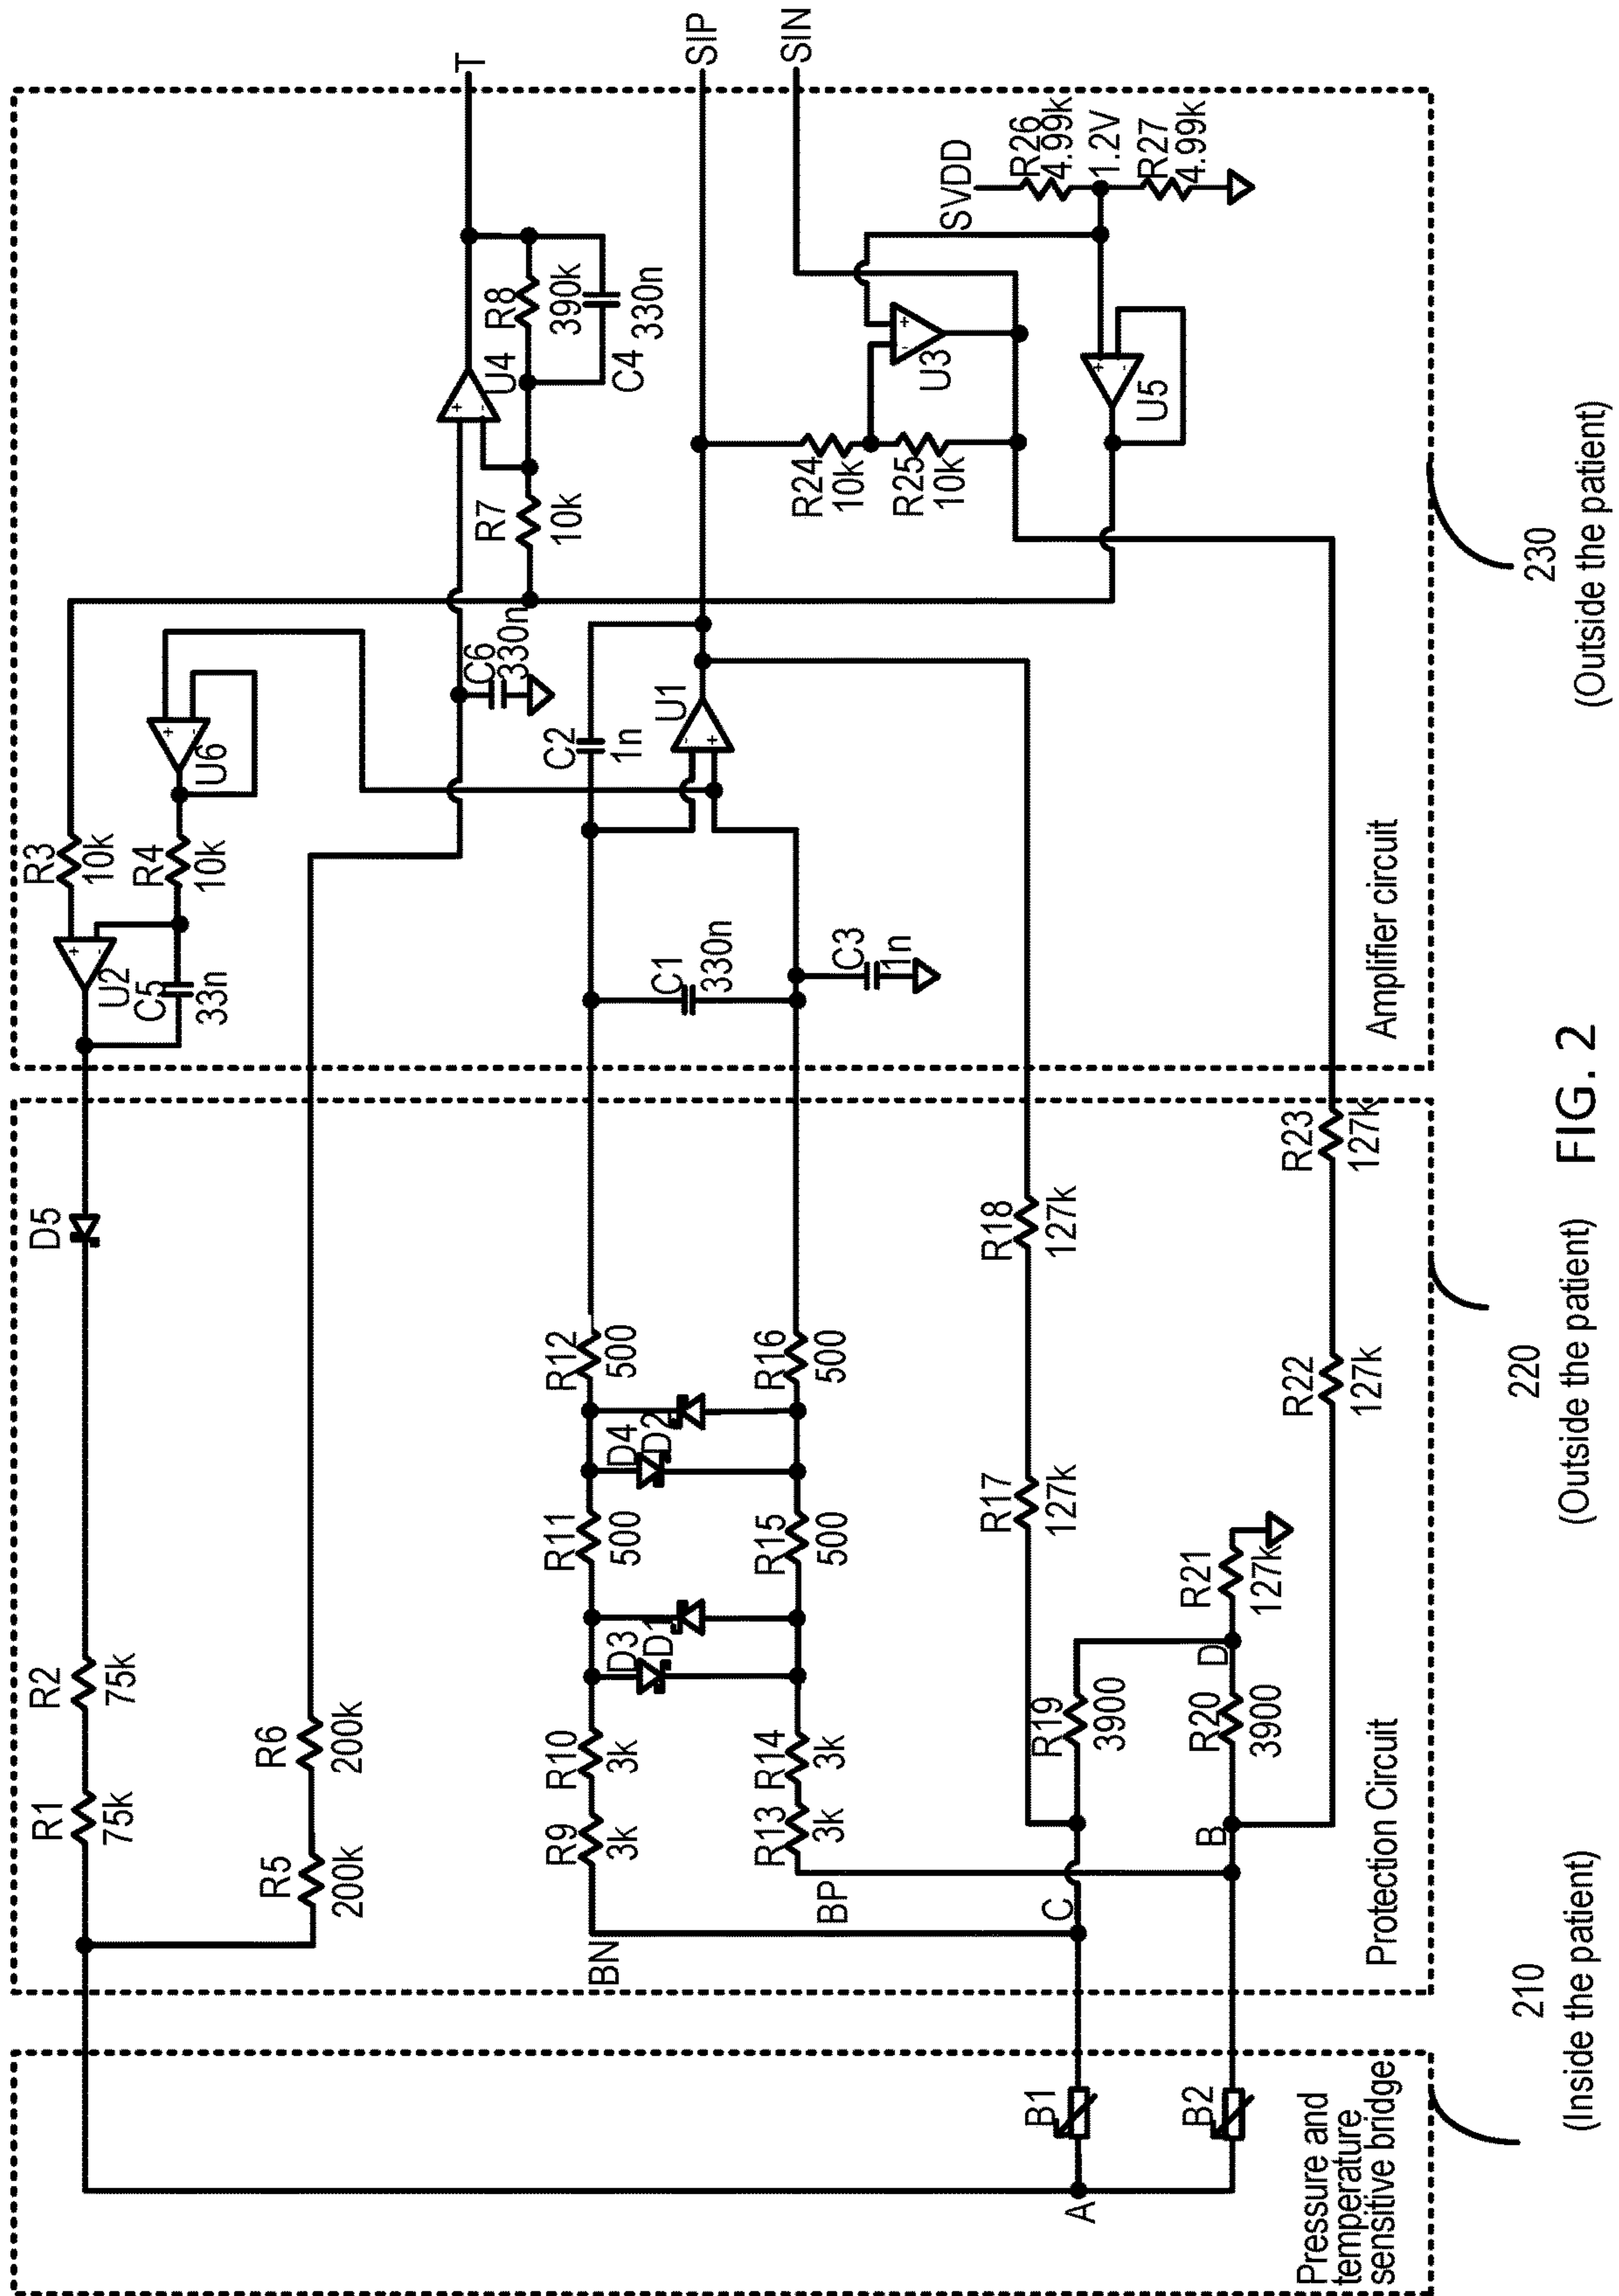 T
SIP
SIN
SVDD
R26
4.99k
1.2V
R27
4.99k
R8
390k
C4
330n
U4
+
-
R7
10k
+
-
U3
R24
10k
R25
10k
+
-
U5
C6
330n
U1
-
+
C2
1n
+
-
U6
R3
10k
R4
10k
+
-
U2
C5
33n
C1
330n
C3
1n
Amplifier circuit
230
(Outside the patient)
D5
R2
75k
R1
75k
R6
200k
R5
200k
R12
500
R16
500
D4
D2
R11
500
R15
500
D3
D1
R10
3k
R14
3k
R9
3k
R13
3k
BN
BP
R18
127k
R17
127k
R23
127k
R22
127k
R21
127k
D
R19
3900
R20
3900
B
C
Protection Circuit
220
(Outside the patient)
B1
B2
A
Pressure and
temperature
sensitive bridge
210
(Inside the patient)
FIG. 2